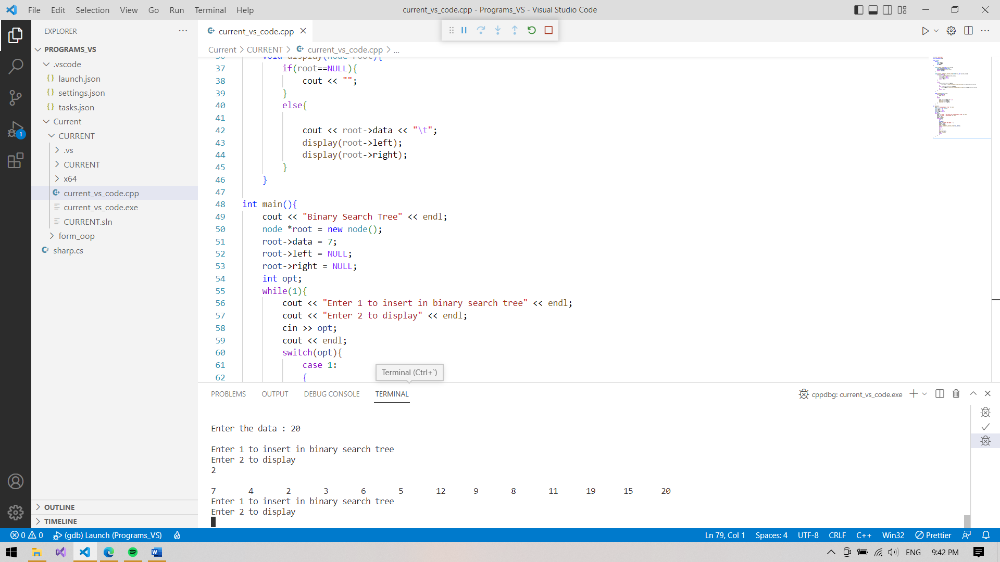 File Edit Selection View Go Run Terminal Help
current_vs_code.cpp - Programs_VS - Visual Studio Code
EXPLORER
PROGRAMS_VS
.vscode
launch.json
settings.json
tasks.json
Current
CURRENT
.vs
CURRENT
x64
current_vs_code.cpp
current_vs_code.exe
CURRENT.sln
form_oop
sharp.cs
OUTLINE
TIMELINE
1
current_vs_code.cpp
Current > CURRENT > current_vs_code.cpp > ...
36 void display(node*root){
37 if(root==NULL){
38 cout << "";
39 }
40 else{
41
42 cout << root->data << "\t";
43 display(root->left);
44 display(root->right);
45 }
46 }
47
48 int main(){
49 cout << "Binary Search Tree" << endl;
50 node *root = new node();
51 root->data = 7;
52 root->left = NULL;
53 root->right = NULL;
54 int opt;
55 while(1){
56 cout << "Enter 1 to insert in binary search tree" << endl;
57 cout << "Enter 2 to display" << endl;
58 cin >> opt;
59 cout << endl;
60 switch(opt){
61 case 1:
62 {
Terminal (Ctrl+`)
PROBLEMS OUTPUT DEBUG CONSOLE TERMINAL
cppdbg: current_vs_code.exe
Enter the data : 20
Enter 1 to insert in binary search tree
Enter 2 to display
2
7 4 2 3 6 5 12 9 8 11 19 15 20
Enter 1 to insert in binary search tree
Enter 2 to display
0 0 (gdb) Launch (Programs_VS)
Ln 79, Col 1 Spaces: 4 UTF-8 CRLF C++ Win32 Prettier
ENG 9:42 PM